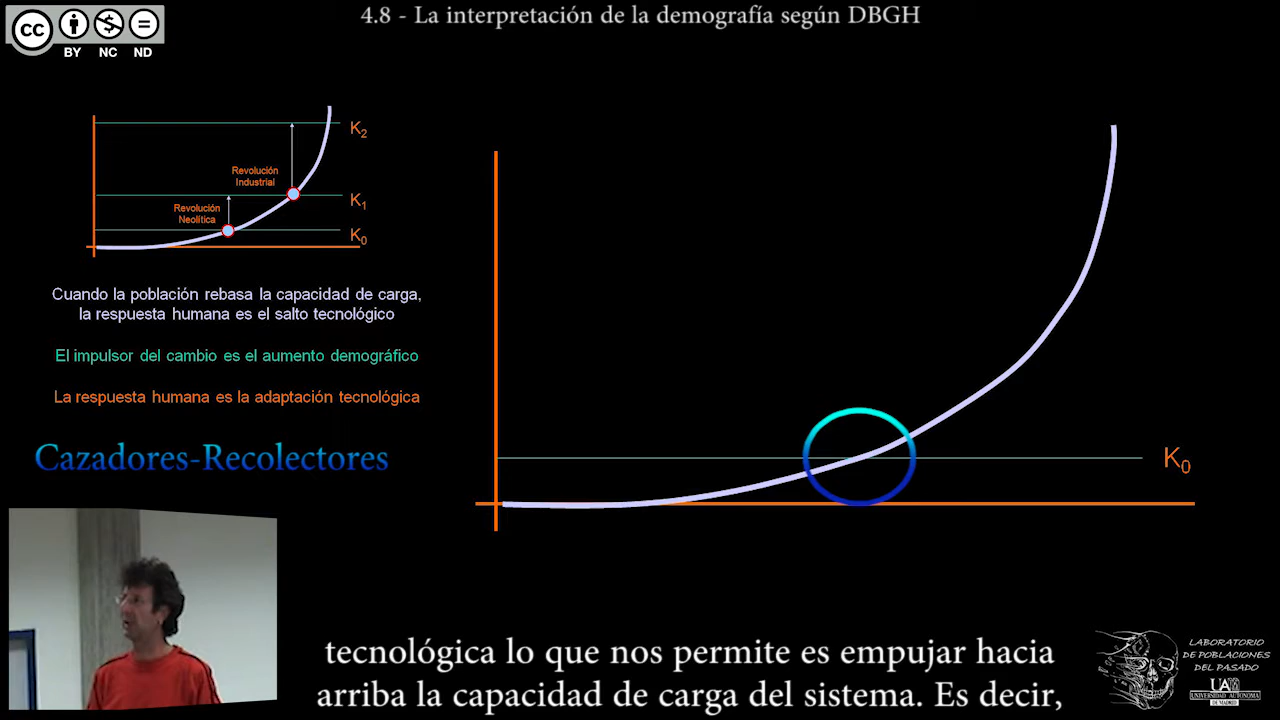 4.8 - La interpretación de la demografía según DBGH
CC
BY NC ND
K2
Revolución
Industrial
K1
Revolución
Neolítica
K0
Cuando la población rebasa la capacidad de carga,
la respuesta humana es el salto tecnológico
El impulsor del cambio es el aumento demográfico
La respuesta humana es la adaptación tecnológica
Cazadores-Recolectores
K0
tecnológica lo que nos permite es empujar hacia
arriba la capacidad de carga del sistema. Es decir,
LABORATORIO
DE POBLACIONES
DEL PASADO
UAM
UNIVERSIDAD AUTONOMA
DE MADRID